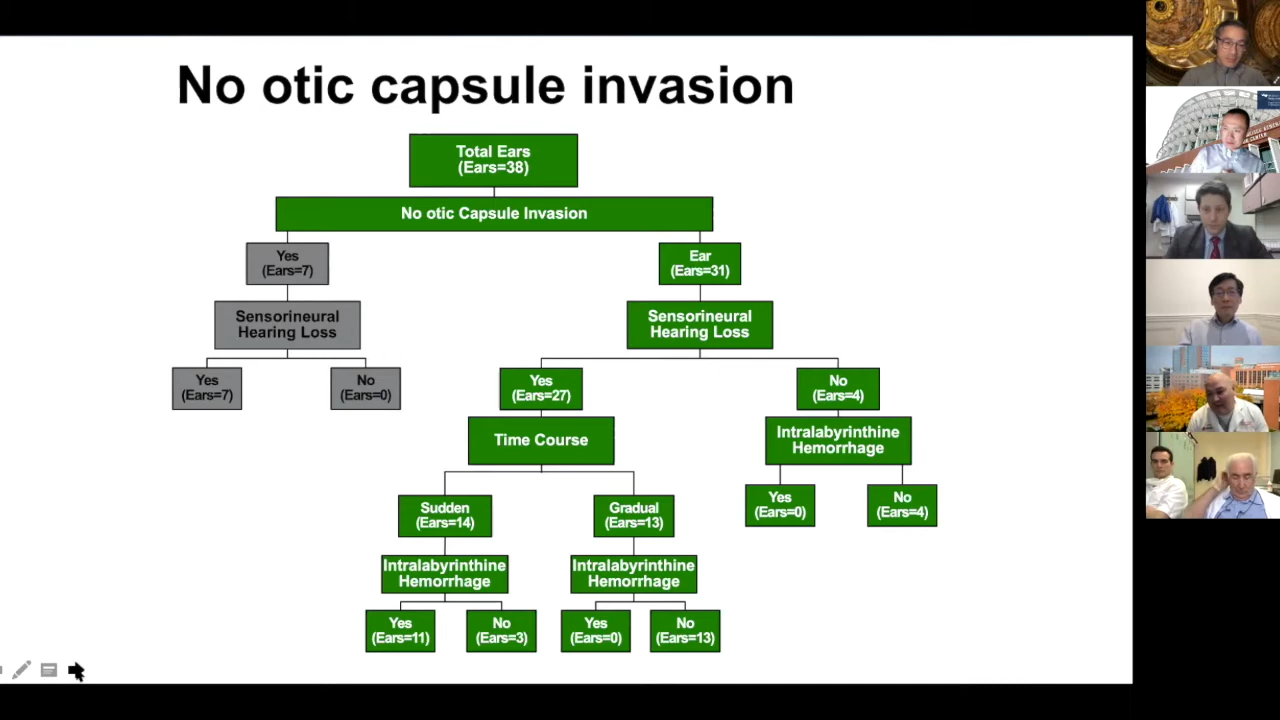 No otic capsule invasion
Total Ears
(Ears=38)
No otic Capsule Invasion
Yes
(Ears=7)
Ear
(Ears=31)
Sensorineural
Hearing Loss
Sensorineural
Hearing Loss
Yes
(Ears=7)
No
(Ears=0)
Yes
(Ears=27)
No
(Ears=4)
Time Course
Intralabyrinthine
Hemorrhage
Sudden
(Ears=14)
Gradual
(Ears=13)
Yes
(Ears=0)
No
(Ears=4)
Intralabyrinthine
Hemorrhage
Intralabyrinthine
Hemorrhage
Yes
(Ears=11)
No
(Ears=3)
Yes
(Ears=0)
No
(Ears=13)